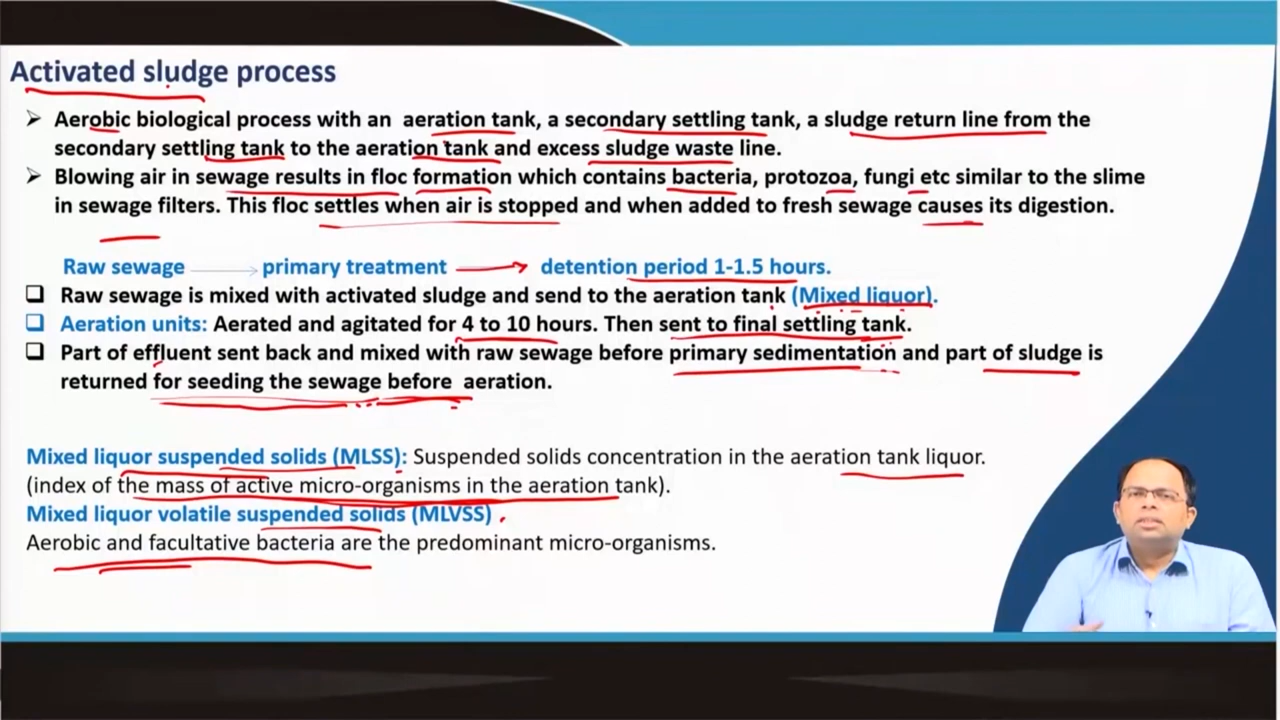 Activated sludge process
➢ Aerobic biological process with an aeration tank, a secondary settling tank, a sludge return line from the
secondary settling tank to the aeration tank and excess sludge waste line.
➢ Blowing air in sewage results in floc formation which contains bacteria, protozoa, fungi etc similar to the slime
in sewage filters. This floc settles when air is stopped and when added to fresh sewage causes its digestion.
Raw sewage → primary treatment → detention period 1-1.5 hours.
❑ Raw sewage is mixed with activated sludge and send to the aeration tank (Mixed liquor).
❑ Aeration units: Aerated and agitated for 4 to 10 hours. Then sent to final settling tank.
❑ Part of effluent sent back and mixed with raw sewage before primary sedimentation and part of sludge is
returned for seeding the sewage before aeration.
Mixed liquor suspended solids (MLSS): Suspended solids concentration in the aeration tank liquor.
(index of the mass of active micro-organisms in the aeration tank).
Mixed liquor volatile suspended solids (MLVSS)
Aerobic and facultative bacteria are the predominant micro-organisms.